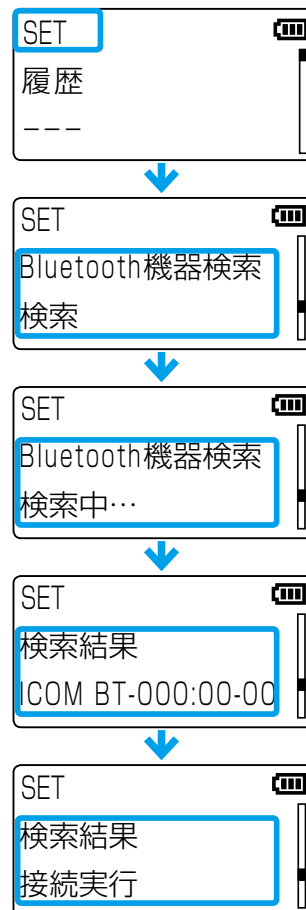 SET
履歴
---
SET
Bluetooth機器検索
検索
SET
Bluetooth機器検索
検索中…
SET
検索結果
ICOM BT-000:00-00
SET
検索結果
接続実行